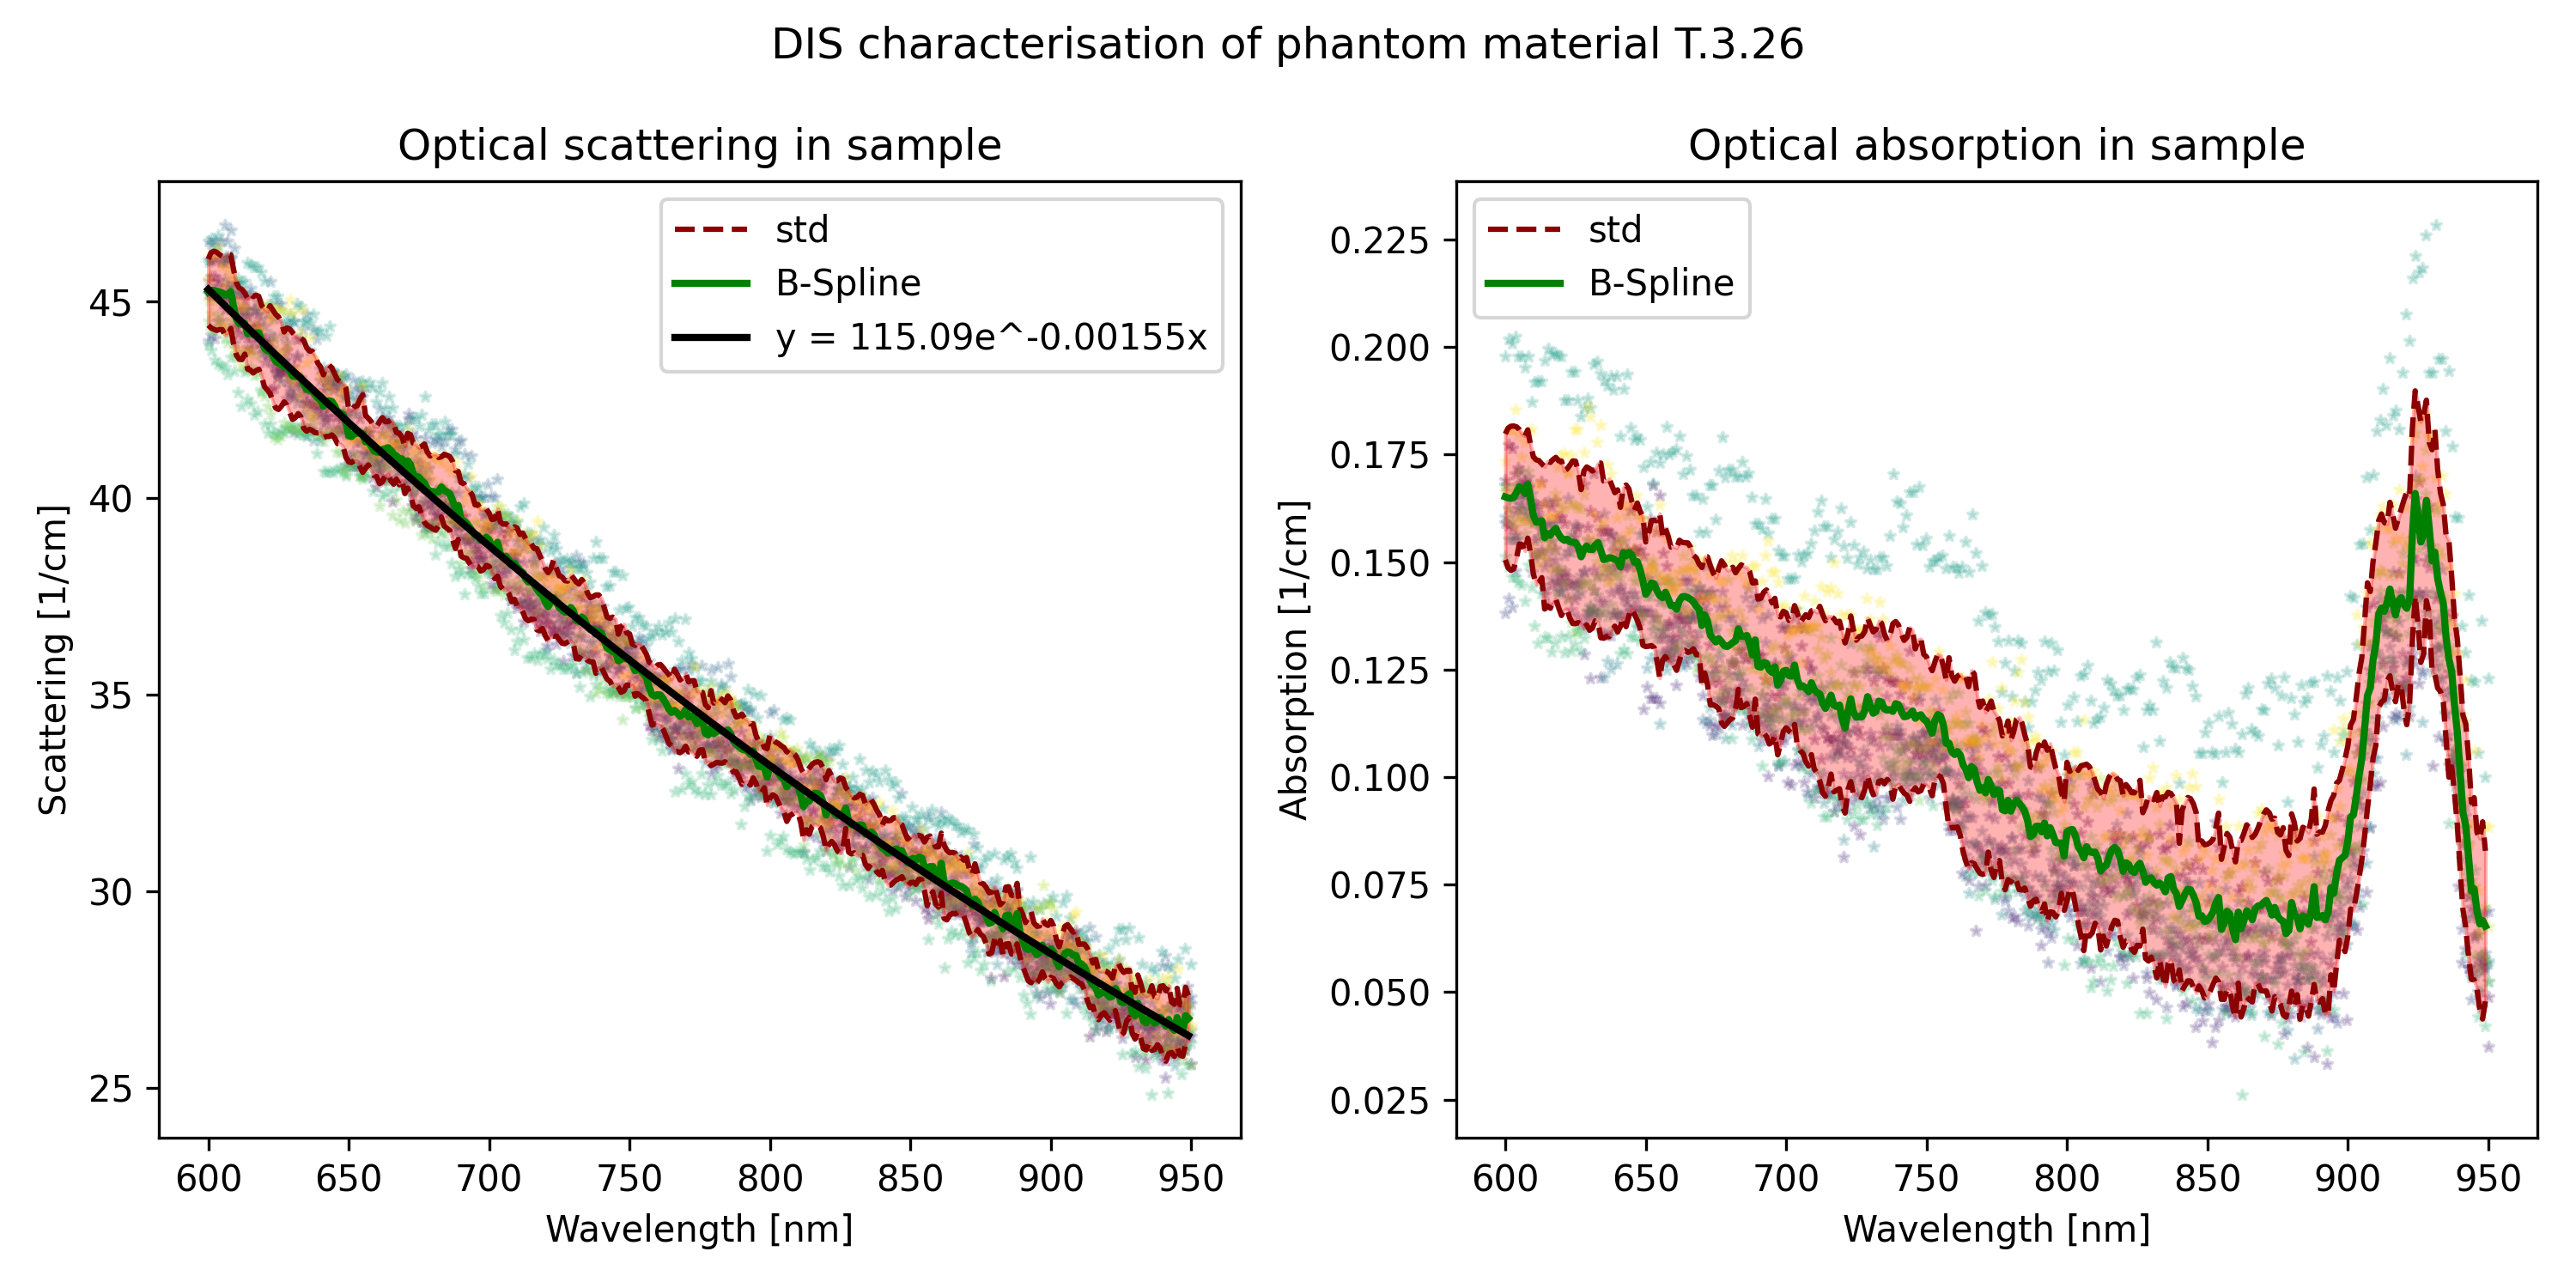 DIS characterisation of phantom material T.3.26
Optical scattering in sample
std
B-Spline
y = 115.09e^-0.00155x
Scattering [1/cm]
45
40
35
30
25
600 650 700 750 800 850 900 950
Wavelength [nm]
Optical absorption in sample
std
B-Spline
Absorption [1/cm]
0.225
0.200
0.175
0.150
0.125
0.100
0.075
0.050
0.025
600 650 700 750 800 850 900 950
Wavelength [nm]